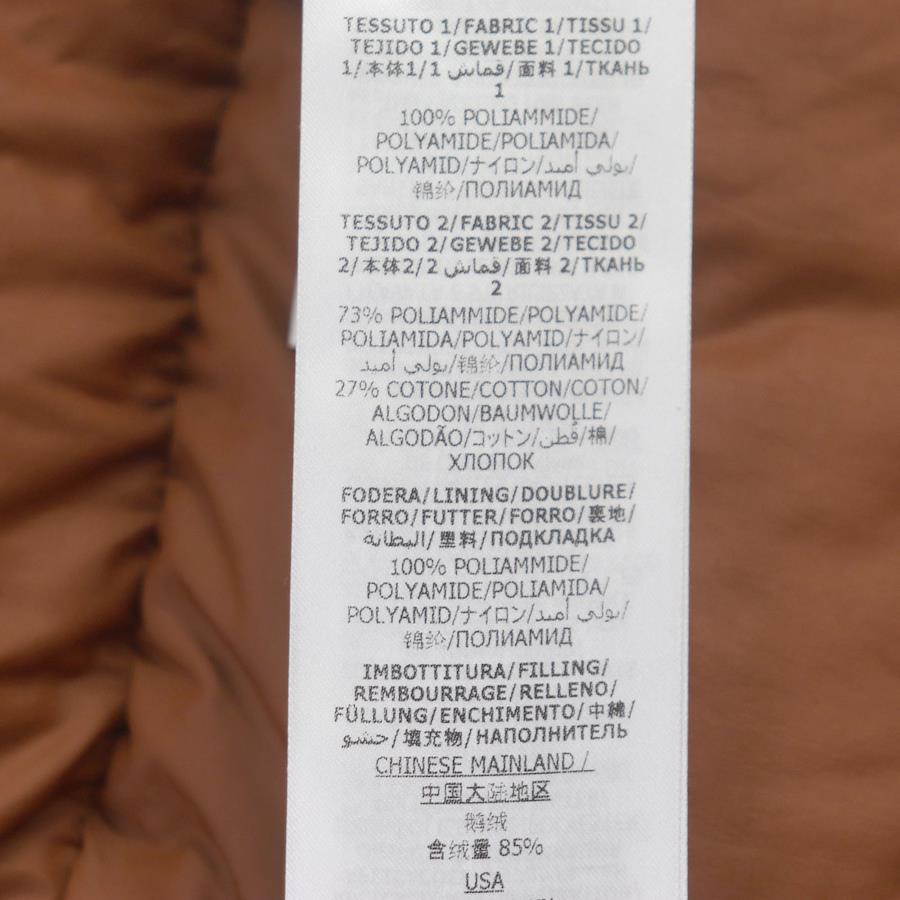 TESSUTO 1/FABRIC 1/TISSU 1/
TEJIDO 1/GEWEBE 1/TECIDO
1/本体1/قماش 1/面料 1/ТКАНЬ
1
100% POLIAMMIDE/
POLYAMIDE/POLIAMIDA/
POLYAMID/ナイロン/بولي أميد/
锦纶/ПОЛИАМИД
TESSUTO 2/FABRIC 2/TISSU 2/
TEJIDO 2/GEWEBE 2/TECIDO
2/本体2/قماش 2/面料 2/ТКАНЬ
2
73% POLIAMMIDE/POLYAMIDE/
POLIAMIDA/POLYAMID/ナイロン/
بولي أميد/锦纶/ПОЛИАМИД
27% COTONE/COTTON/COTON/
ALGODON/BAUMWOLLE/
ALGODÃO/コットン/قُطن/棉/
ХЛОПОК
FODERA/LINING/DOUBLURE/
FORRO/FUTTER/FORRO/裏地/
البطانة/里料/ПОДКЛАДКА
100% POLIAMMIDE/
POLYAMIDE/POLIAMIDA/
POLYAMID/ナイロン/بولي أميد/
锦纶/ПОЛИАМИД
IMBOTTITURA/FILLING/
REMBOURRAGE/RELLENO/
FÜLLUNG/ENCHIMENTO/中綿/
حشو/填充物/НАПОЛНИТЕЛЬ
CHINESE MAINLAND /
中国大陆地区
鹅绒
含绒量 85%
USA